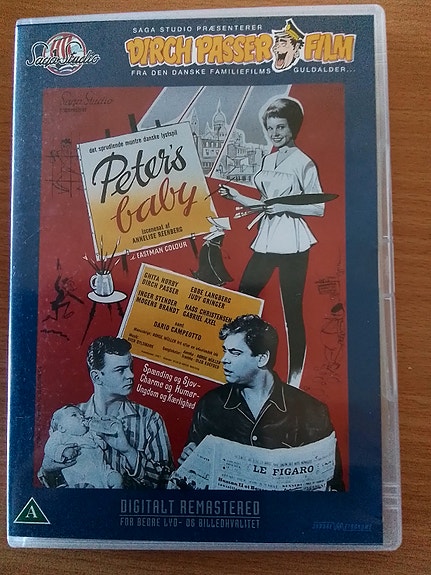 SAGA STUDIO PRÆSENTERER
Saga Studio
DIRCH PASSER FILM
FRA DEN DANSKE FAMILIEFILMS GULDALDER...
Saga Studio
præsenterer
det sprudlende muntre danske lystspil
Peter's
baby
iscenesat af
ANNELISE REENBERG
EASTMAN COLOUR
GHITA NØRBY
DIRCH PASSER
EBBE LANGBERG
JUDY GRINGER
INGER STENDER
MOGENS BRANDT
HASS CHRISTENSEN
GABRIEL AXEL
samt
DARIO CAMPEOTTO
Spænding og Sjov-
Charme og Humør-
Ungdom og Kærlighed
LE FIGARO
A
DIGITALT REMASTERED
FOR BEDRE LYD- OG BILLEDKVALITET